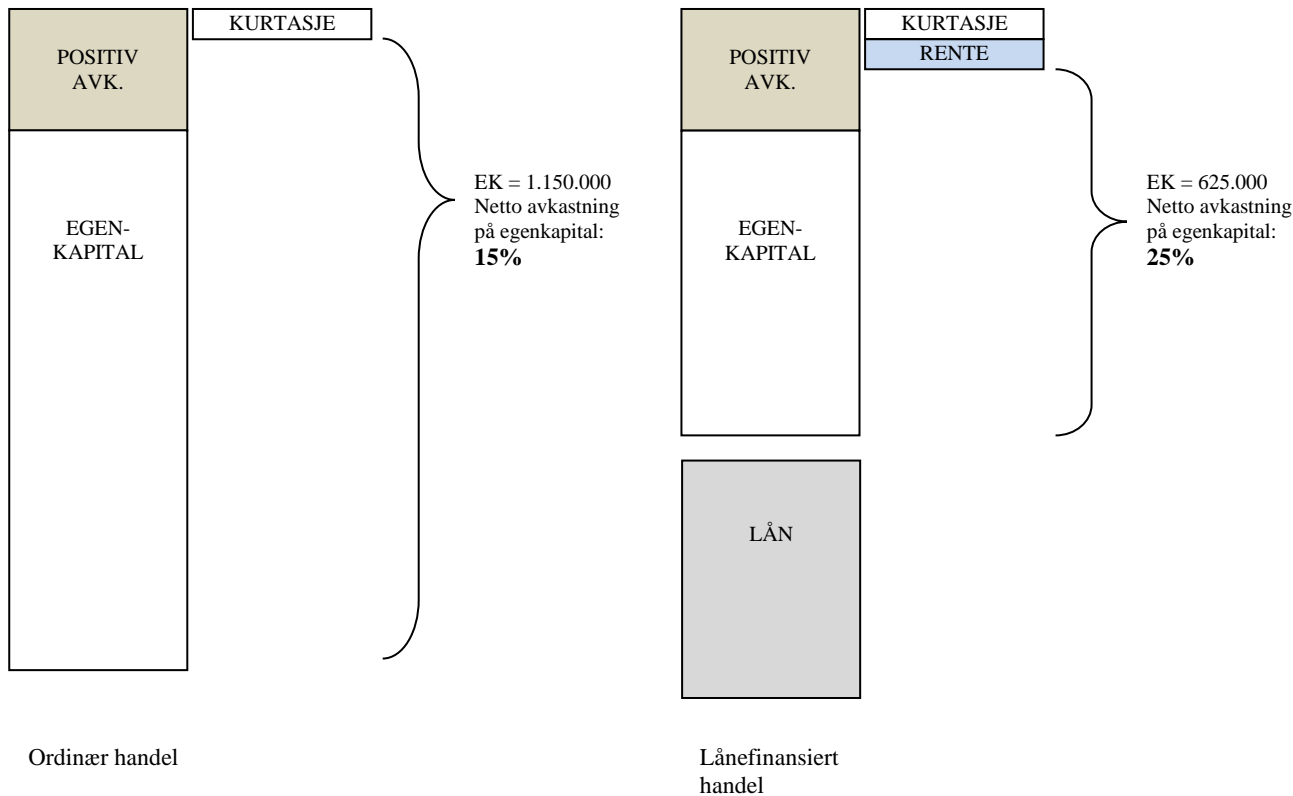 KURTASJE
POSITIV
AVK.
EK = 1.150.000
Netto avkastning
på egenkapital:
15%
EGEN-
KAPITAL
Ordinær handel
KURTASJE
RENTE
POSITIV
AVK.
EK = 625.000
Netto avkastning
på egenkapital:
25%
EGEN-
KAPITAL
LÅN
Lånefinansiert
handel